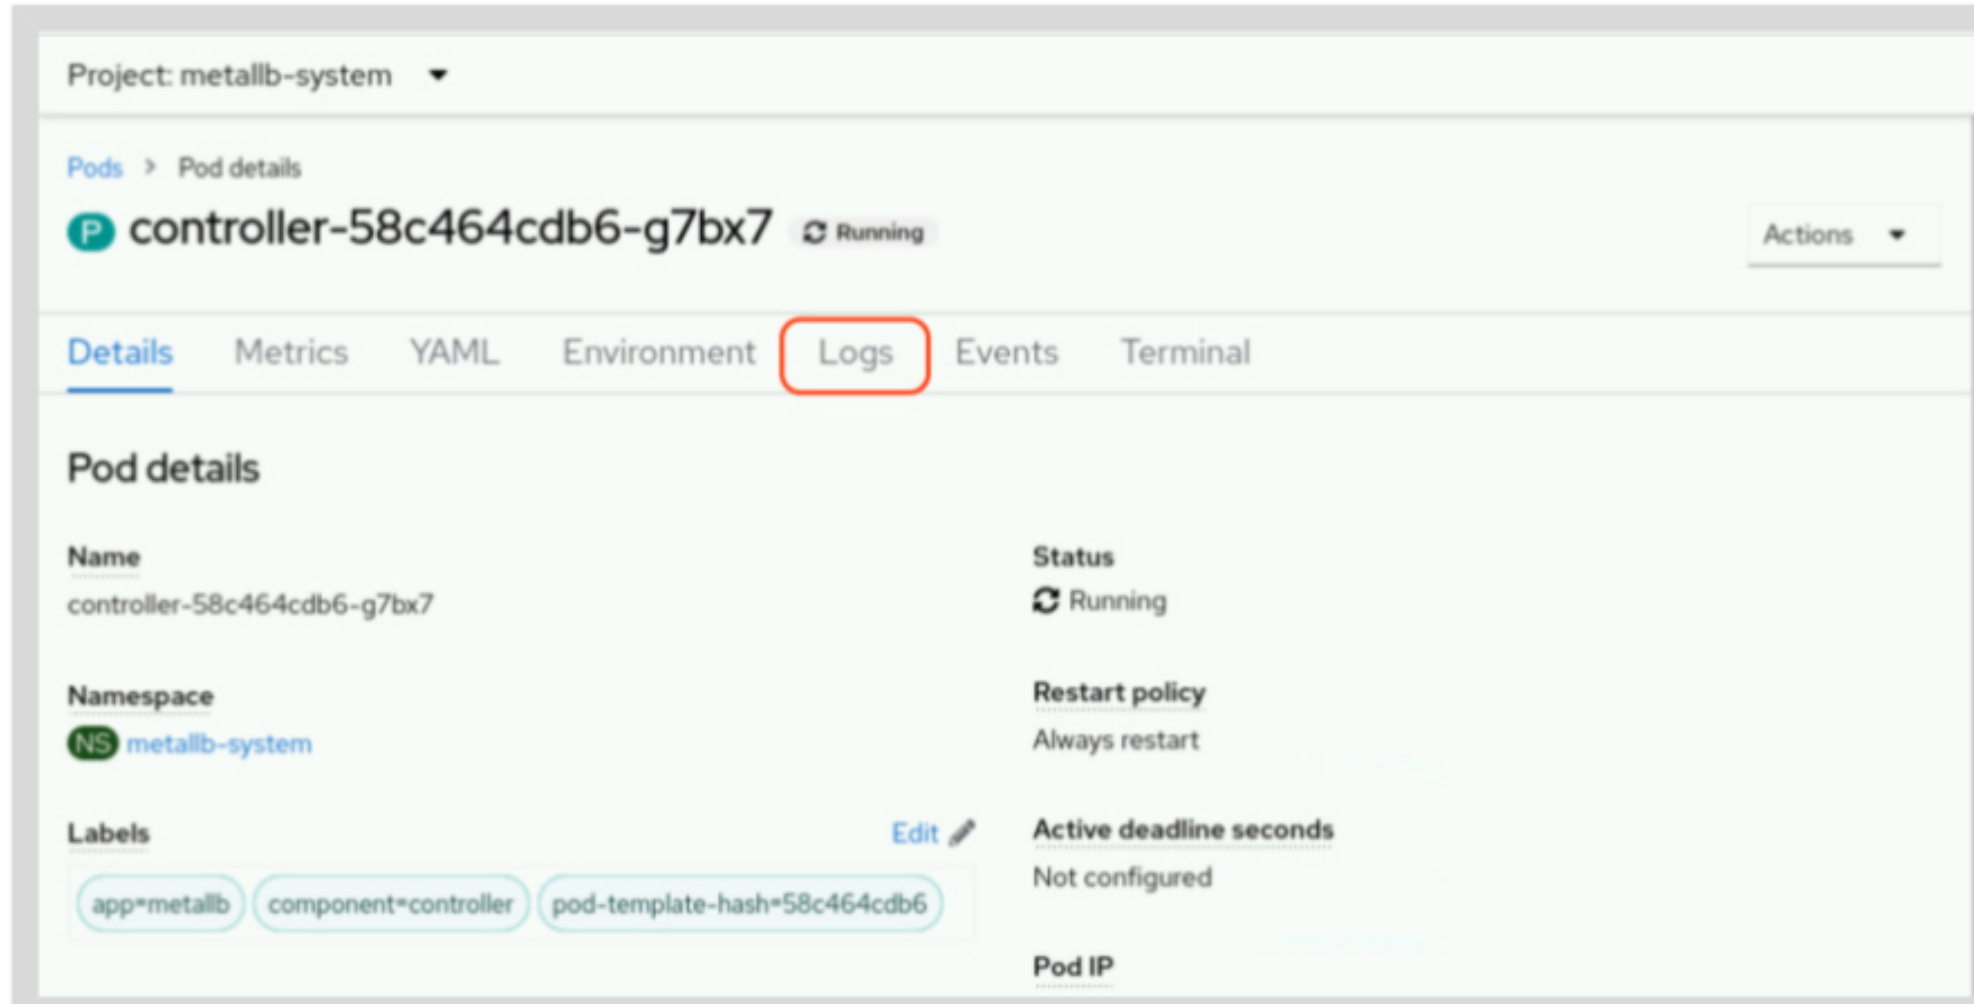 Project: metallb-system
Pods > Pod details
P controller-58c464cdb6-g7bx7 Running
Actions
Details Metrics YAML Environment Logs Events Terminal
Pod details
Name
controller-58c464cdb6-g7bx7
Status
Running
Namespace
NS metallb-system
Restart policy
Always restart
Labels
Edit
app=metallb component=controller pod-template-hash=58c464cdb6
Active deadline seconds
Not configured
Pod IP